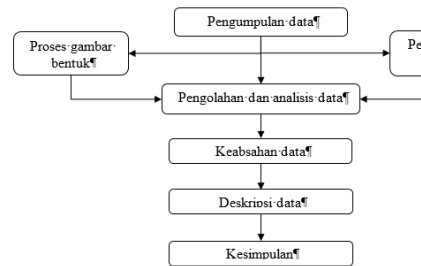 Pengumpulan data¶
Proses gambar
bentuk¶
Pengolahan dan analisis data¶
Keabsahan data¶
Deskripsi data¶
Kesimpulan¶